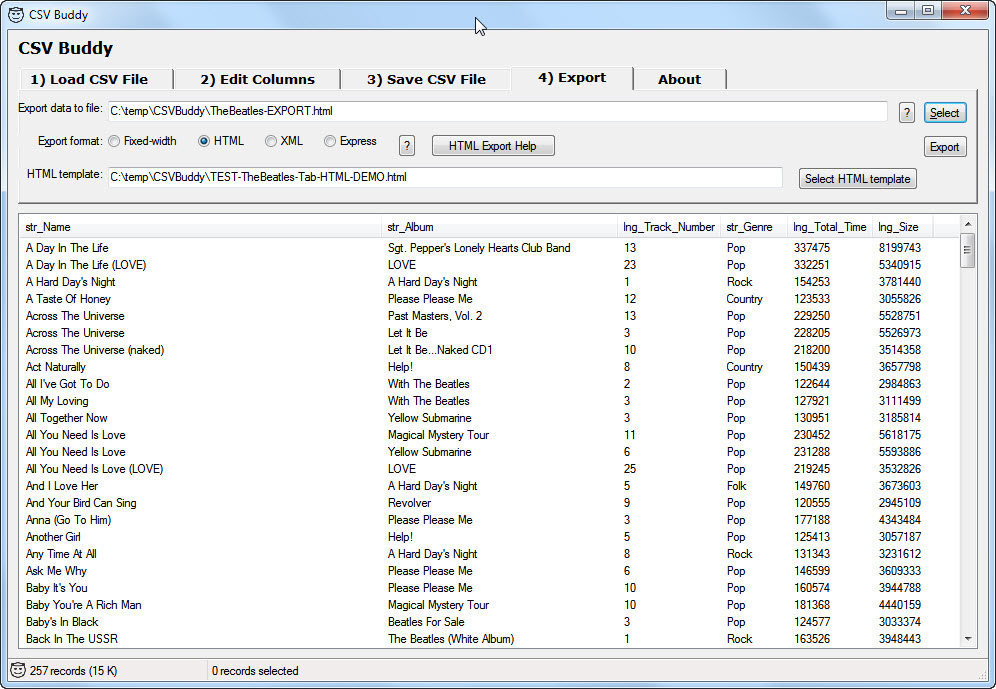 CSV Buddy
CSV Buddy
1) Load CSV File 2) Edit Columns 3) Save CSV File 4) Export About
Export data to file: C:\temp\CSVBuddy\TheBeatles-EXPORT.html ? Select
Export format: Fixed-width HTML XML Express ? HTML Export Help Export
HTML template: C:\temp\CSVBuddy\TEST-TheBeatles-Tab-HTML-DEMO.html Select HTML template
str_Name str_Album lng_Track_Number str_Genre lng_Total_Time lng_Size
A Day In The Life Sgt. Pepper's Lonely Hearts Club Band 13 Pop 337475 8199743
A Day In The Life (LOVE) LOVE 23 Pop 332251 5340915
A Hard Day's Night A Hard Day's Night 1 Rock 154253 3781440
A Taste Of Honey Please Please Me 12 Country 123533 3055826
Across The Universe Past Masters, Vol. 2 13 Pop 229250 5528751
Across The Universe Let It Be 3 Pop 228205 5526973
Across The Universe (naked) Let It Be...Naked CD1 10 Pop 218200 3514358
Act Naturally Help! 8 Country 150439 3657798
All I've Got To Do With The Beatles 2 Pop 122644 2984863
All My Loving With The Beatles 3 Pop 127921 3111499
All Together Now Yellow Submarine 3 Pop 130951 3185814
All You Need Is Love Magical Mystery Tour 11 Pop 230452 5618175
All You Need Is Love Yellow Submarine 6 Pop 231288 5593886
All You Need Is Love (LOVE) LOVE 25 Pop 219245 3532826
And I Love Her A Hard Day's Night 5 Folk 149760 3673603
And Your Bird Can Sing Revolver 9 Pop 120555 2945109
Anna (Go To Him) Please Please Me 3 Pop 177188 4343484
Another Girl Help! 5 Pop 125413 3057187
Any Time At All A Hard Day's Night 8 Rock 131343 3231612
Ask Me Why Please Please Me 6 Pop 146599 3609333
Baby It's You Please Please Me 10 Pop 160574 3944788
Baby You're A Rich Man Magical Mystery Tour 10 Pop 181368 4440159
Baby's In Black Beatles For Sale 3 Pop 124577 3033374
Back In The USSR The Beatles (White Album) 1 Rock 163526 3948443
257 records (15 K) 0 records selected